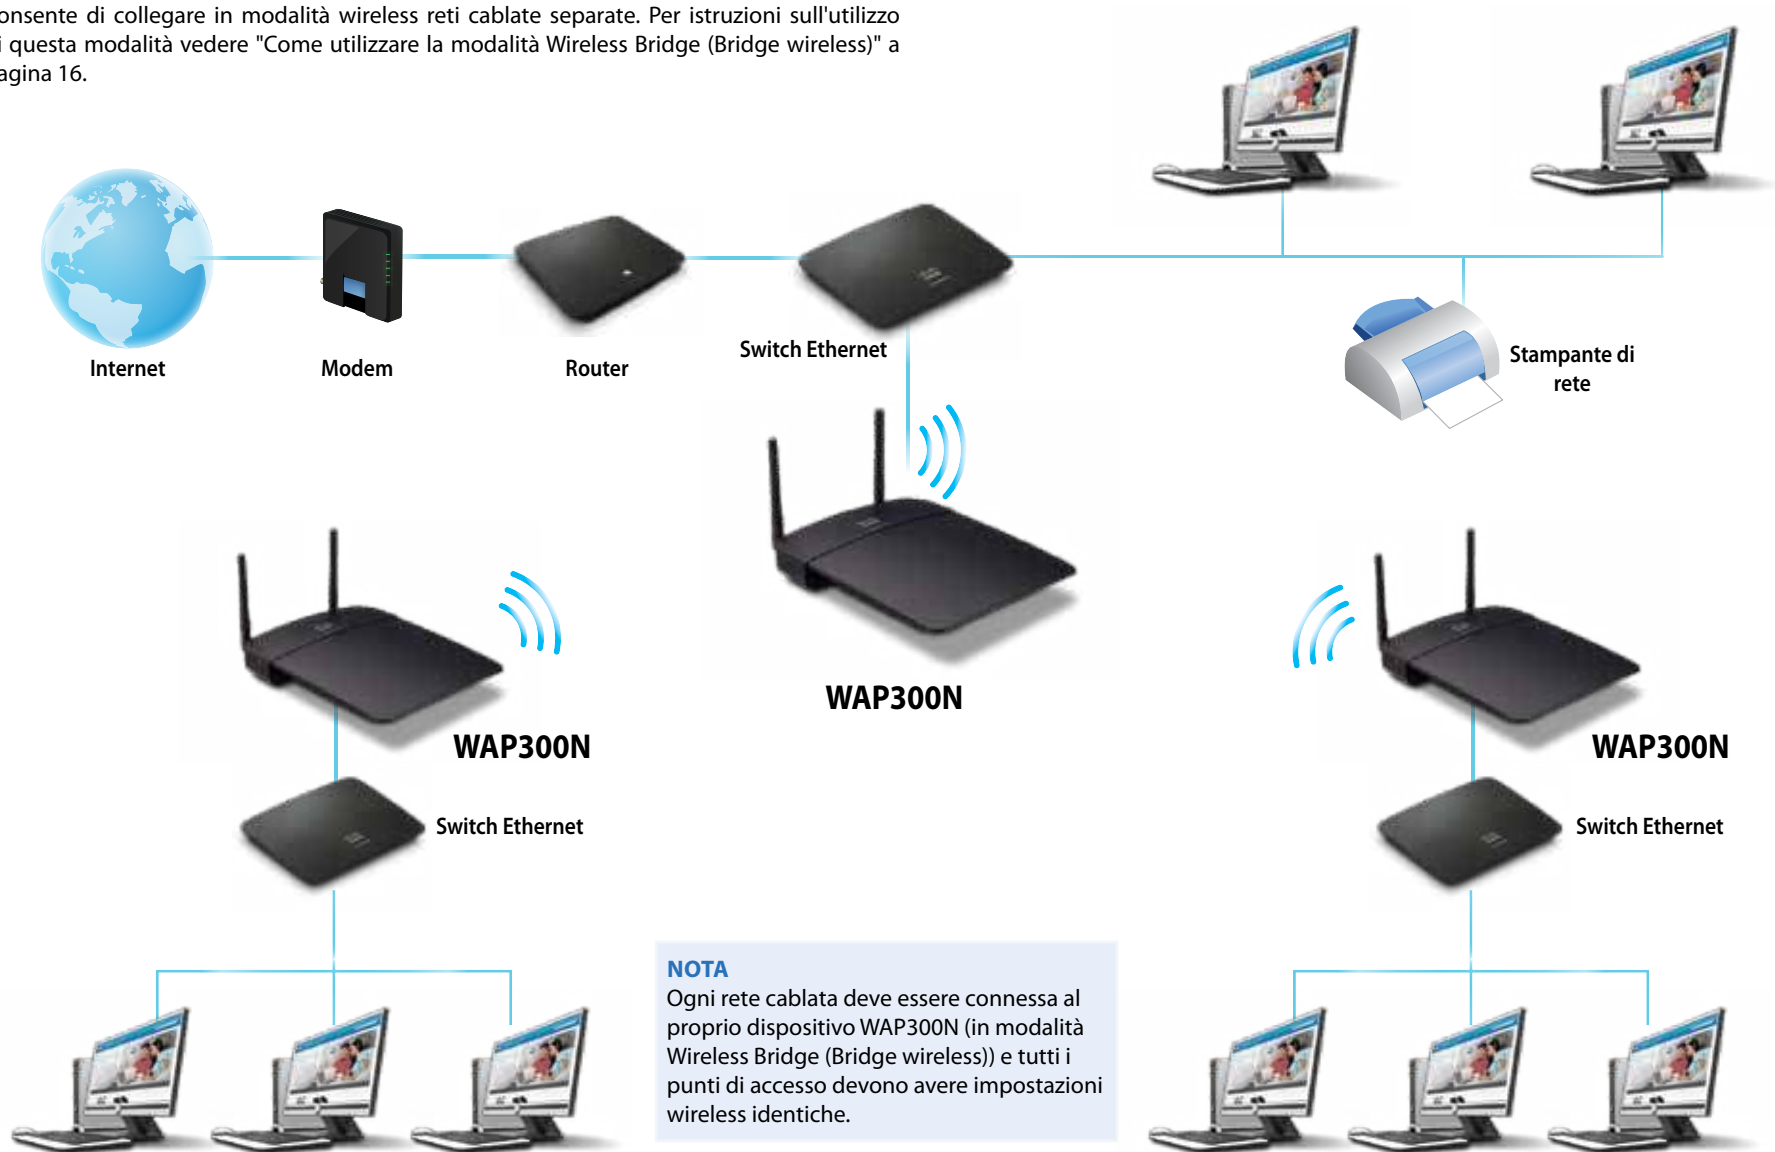 onsente di collegare in modalità wireless reti cablate separate. Per istruzioni sull'utilizzo
i questa modalità vedere "Come utilizzare la modalità Wireless Bridge (Bridge wireless)" a
agina 16.
Internet
Modem
Router
Switch Ethernet
Stampante di
rete
WAP300N
WAP300N
WAP300N
Switch Ethernet
Switch Ethernet
NOTA
Ogni rete cablata deve essere connessa al
proprio dispositivo WAP300N (in modalità
Wireless Bridge (Bridge wireless)) e tutti i
punti di accesso devono avere impostazioni
wireless identiche.